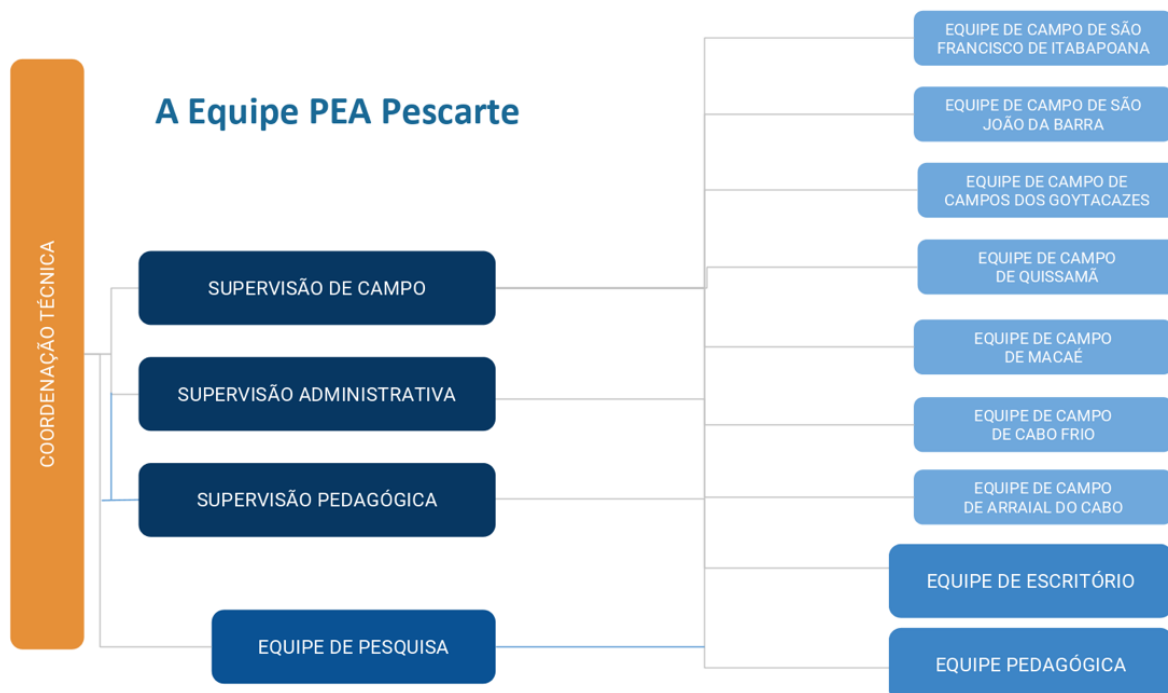 A Equipe PEA Pescarte
COORDENAÇÃO TÉCNICA
SUPERVISÃO DE CAMPO
SUPERVISÃO ADMINISTRATIVA
SUPERVISÃO PEDAGÓGICA
EQUIPE DE PESQUISA
EQUIPE DE CAMPO DE SÃO
FRANCISCO DE ITABAPOANA
EQUIPE DE CAMPO DE SÃO
JOÃO DA BARRA
EQUIPE DE CAMPO DE
CAMPOS DOS GOYTACAZES
EQUIPE DE CAMPO
DE QUISSAMÃ
EQUIPE DE CAMPO
DE MACAÉ
EQUIPE DE CAMPO
DE CABO FRIO
EQUIPE DE CAMPO
DE ARRAIAL DO CABO
EQUIPE DE ESCRITÓRIO
EQUIPE PEDAGÓGICA